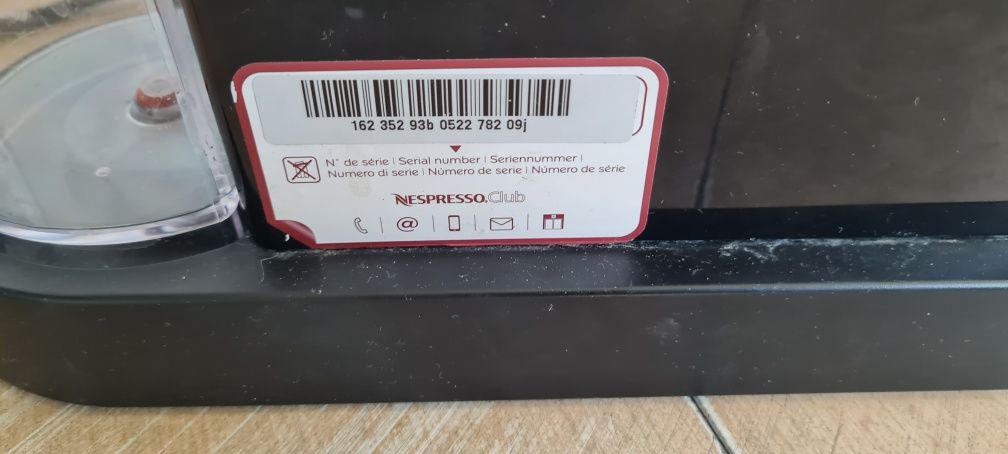 162 352 93b 0522 782 09j
N° de série | Serial number | Seriennummer |
Numero di serie | Número de serie | Número de série
NESPRESSO.Club
@